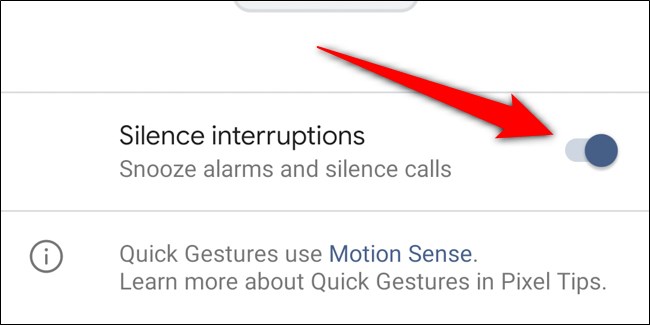 Silence interruptions
Snooze alarms and silence calls
Quick Gestures use Motion Sense.
Learn more about Quick Gestures in Pixel Tips.